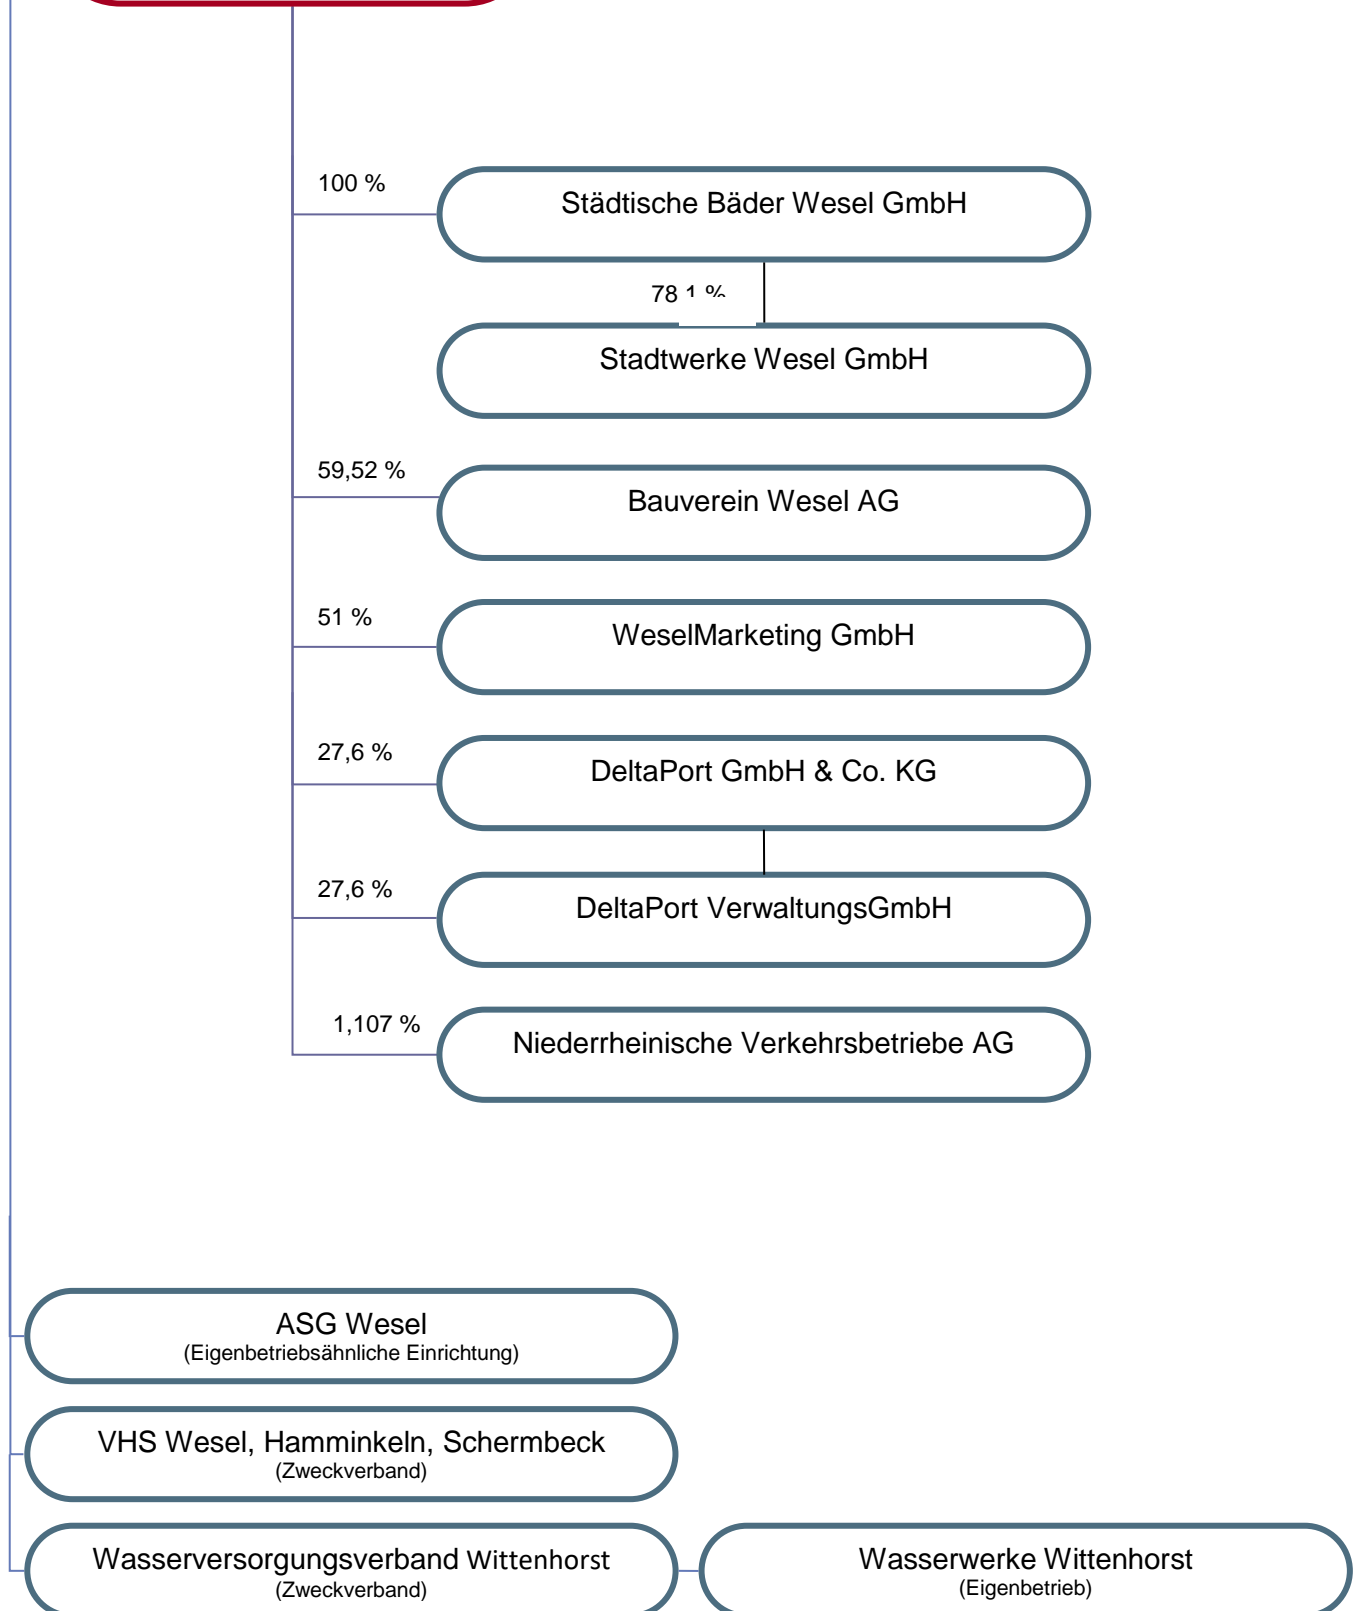 100 %
Städtische Bäder Wesel GmbH
78,1 %
Stadtwerke Wesel GmbH
59,52 %
Bauverein Wesel AG
51 %
WeselMarketing GmbH
27,6 %
DeltaPort GmbH & Co. KG
27,6 %
DeltaPort VerwaltungsGmbH
1,107 %
Niederrheinische Verkehrsbetriebe AG
ASG Wesel
(Eigenbetriebsähnliche Einrichtung)
VHS Wesel, Hamminkeln, Schermbeck
(Zweckverband)
Wasserversorgungsverband Wittenhorst
(Zweckverband)
Wasserwerke Wittenhorst
(Eigenbetrieb)